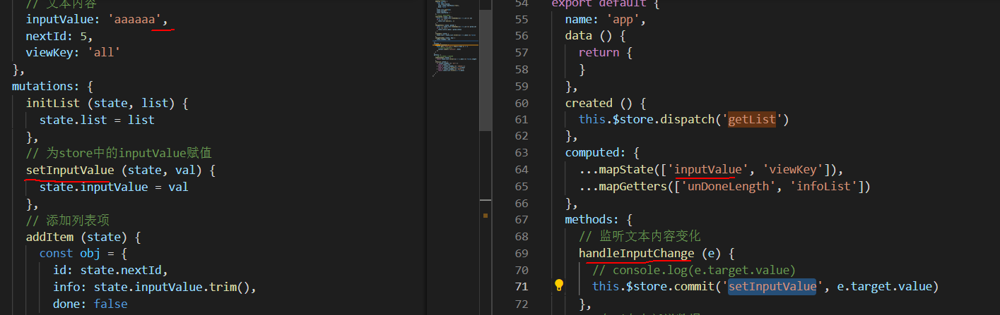 // 文本内容
inputValue: 'aaaaaa',
nextId: 5,
viewKey: 'all'
},
mutations: {
initList (state, list) {
state.list = list
},
// 为store中的inputValue赋值
setInputValue (state, val) {
state.inputValue = val
},
// 添加列表项
addItem (state) {
const obj = {
id: state.nextId,
info: state.inputValue.trim(),
done: false
54 export default {
55 name: 'app',
56 data () {
57 return {
58 }
59 },
60 created () {
61 this.$store.dispatch('getList')
62 },
63 computed: {
64 ...mapState(['inputValue', 'viewKey']),
65 ...mapGetters(['unDoneLength', 'infoList'])
66 },
67 methods: {
68 // 监听文本内容变化
69 handleInputChange (e) {
70 // console.log(e.target.value)
71 this.$store.commit('setInputValue', e.target.value)
72 },